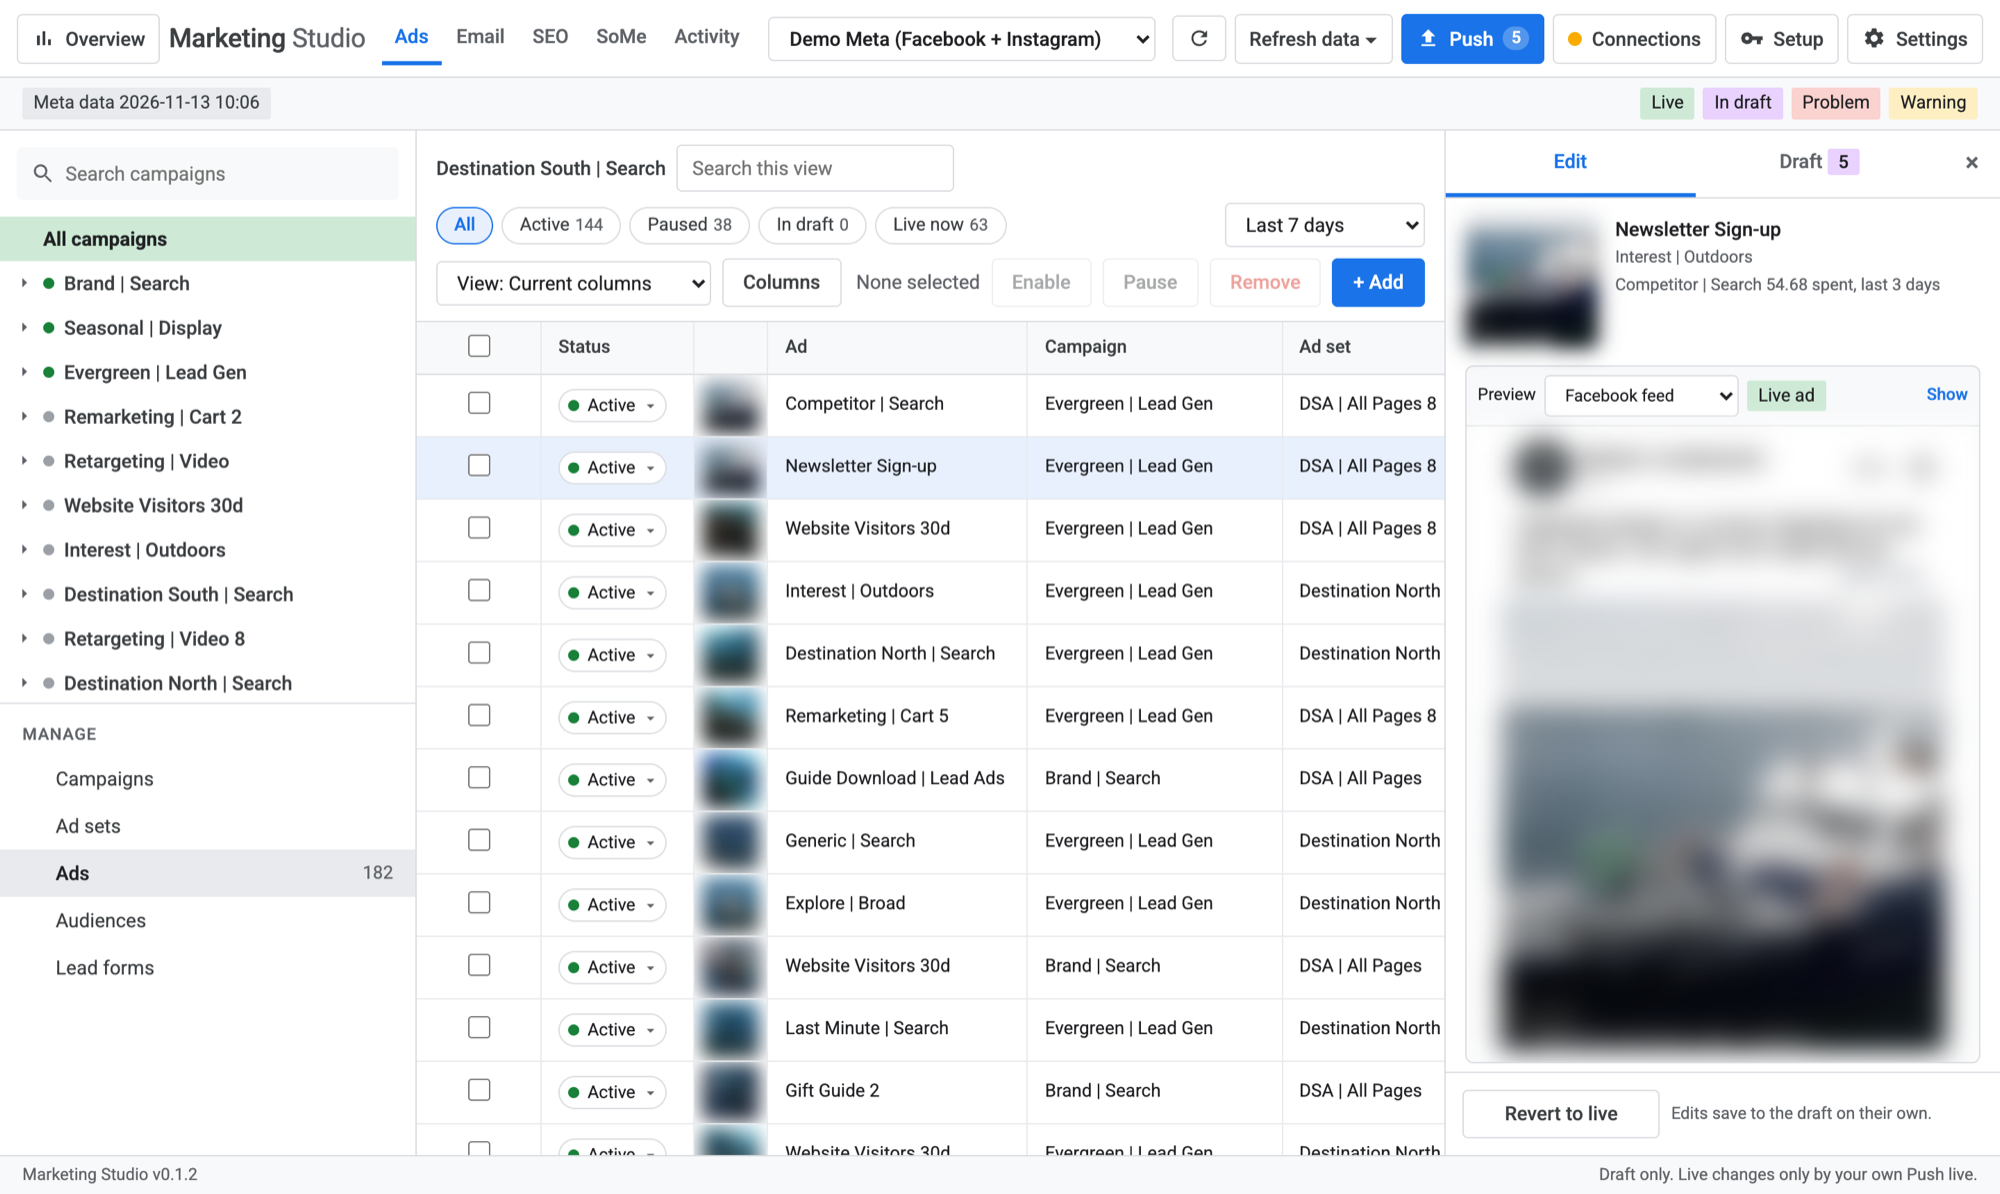 Overview
Marketing Studio
Ads
Email
SEO
SoMe
Activity
Demo Meta (Facebook + Instagram)
Refresh data
Push 5
Connections
Setup
Settings
Meta data 2026-11-13 10:06
Live
In draft
Problem
Warning
Search campaigns
All campaigns
Brand | Search
Seasonal | Display
Evergreen | Lead Gen
Remarketing | Cart 2
Retargeting | Video
Website Visitors 30d
Interest | Outdoors
Destination South | Search
Retargeting | Video 8
Destination North | Search
MANAGE
Campaigns
Ad sets
Ads 182
Audiences
Lead forms
Destination South | Search
Search this view
All
Active 144
Paused 38
In draft 0
Live now 63
Last 7 days
View: Current columns
Columns
None selected
Enable
Pause
Remove
+ Add
Status Ad Campaign Ad set
Active Competitor | Search Evergreen | Lead Gen DSA | All Pages 8
Active Newsletter Sign-up Evergreen | Lead Gen DSA | All Pages 8
Active Website Visitors 30d Evergreen | Lead Gen DSA | All Pages 8
Active Interest | Outdoors Evergreen | Lead Gen Destination North
Active Destination North | Search Evergreen | Lead Gen Destination North
Active Remarketing | Cart 5 Evergreen | Lead Gen DSA | All Pages 8
Active Guide Download | Lead Ads Brand | Search DSA | All Pages
Active Generic | Search Evergreen | Lead Gen Destination North
Active Explore | Broad Evergreen | Lead Gen Destination North
Active Website Visitors 30d Brand | Search DSA | All Pages
Active Last Minute | Search Evergreen | Lead Gen Destination North
Active Gift Guide 2 Brand | Search DSA | All Pages
Active Website Visitors 30d Evergreen | Lead Gen Destination North
Edit
Draft 5
Newsletter Sign-up
Interest | Outdoors
Competitor | Search 54.68 spent, last 3 days
Preview
Facebook feed
Live ad
Show
Revert to live
Edits save to the draft on their own.
Marketing Studio v0.1.2
Draft only. Live changes only by your own Push live.